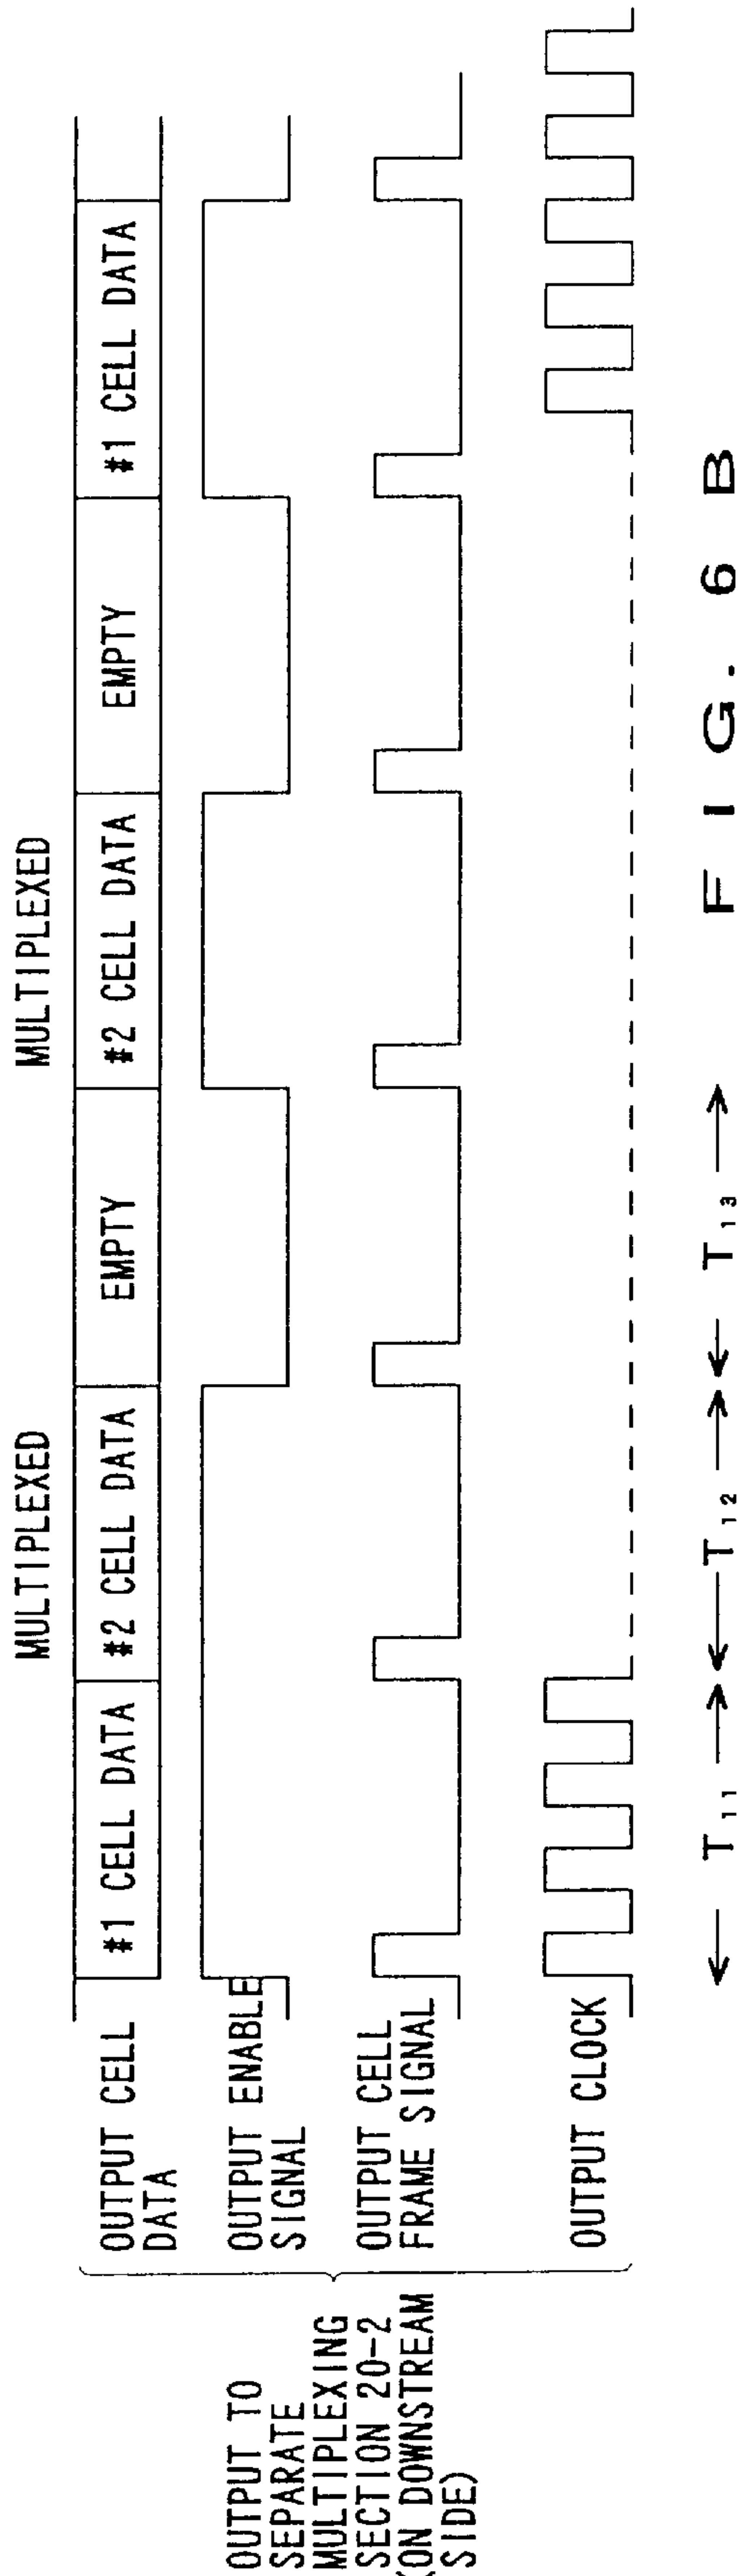 MULTIPLEXED
MULTIPLEXED
OUTPUT CELL
DATA
#1 CELL DATA
#2 CELL DATA
EMPTY
#2 CELL DATA
EMPTY
#1 CELL DATA
OUTPUT TO
SEPARATE
MULTIPLEXING
SECTION 20-2
(ON DOWNSTREAM
SIDE)
OUTPUT ENABLE
SIGNAL
OUTPUT CELL
FRAME SIGNAL
OUTPUT CLOCK
T11
T12
T13
FIG. 6B